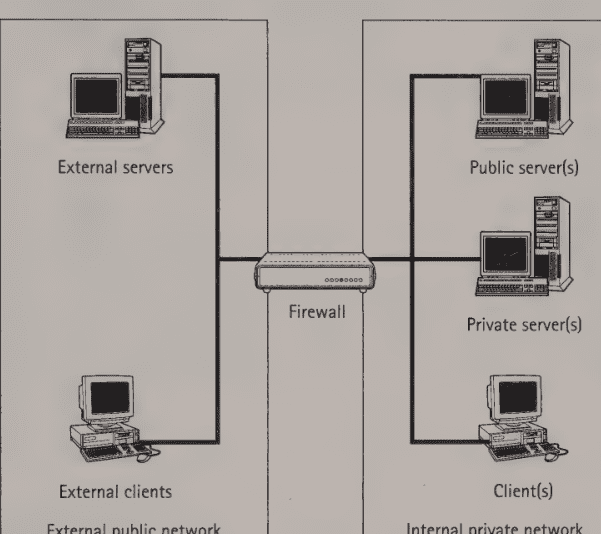 External servers
Public server(s)
Firewall
Private server(s)
External clients
Client(s)
External public network
Internal private network